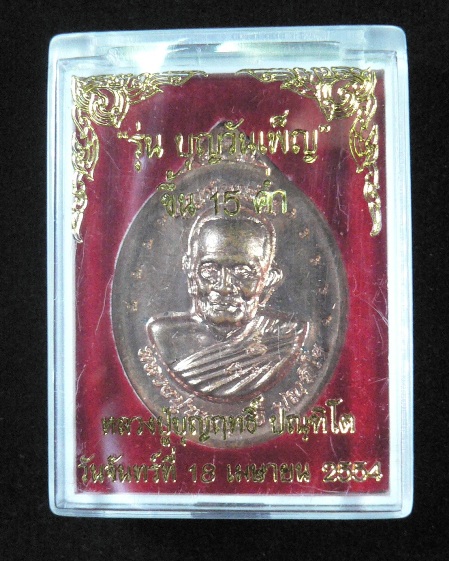 "รุ่น บุญวันเพ็ญ"
ขึ้น 15 ค่ำ
หลวงปู่บุญฤทธิ์ ปณฺฑิโต
วันจันทร์ที่ 18 เมษายน 2554